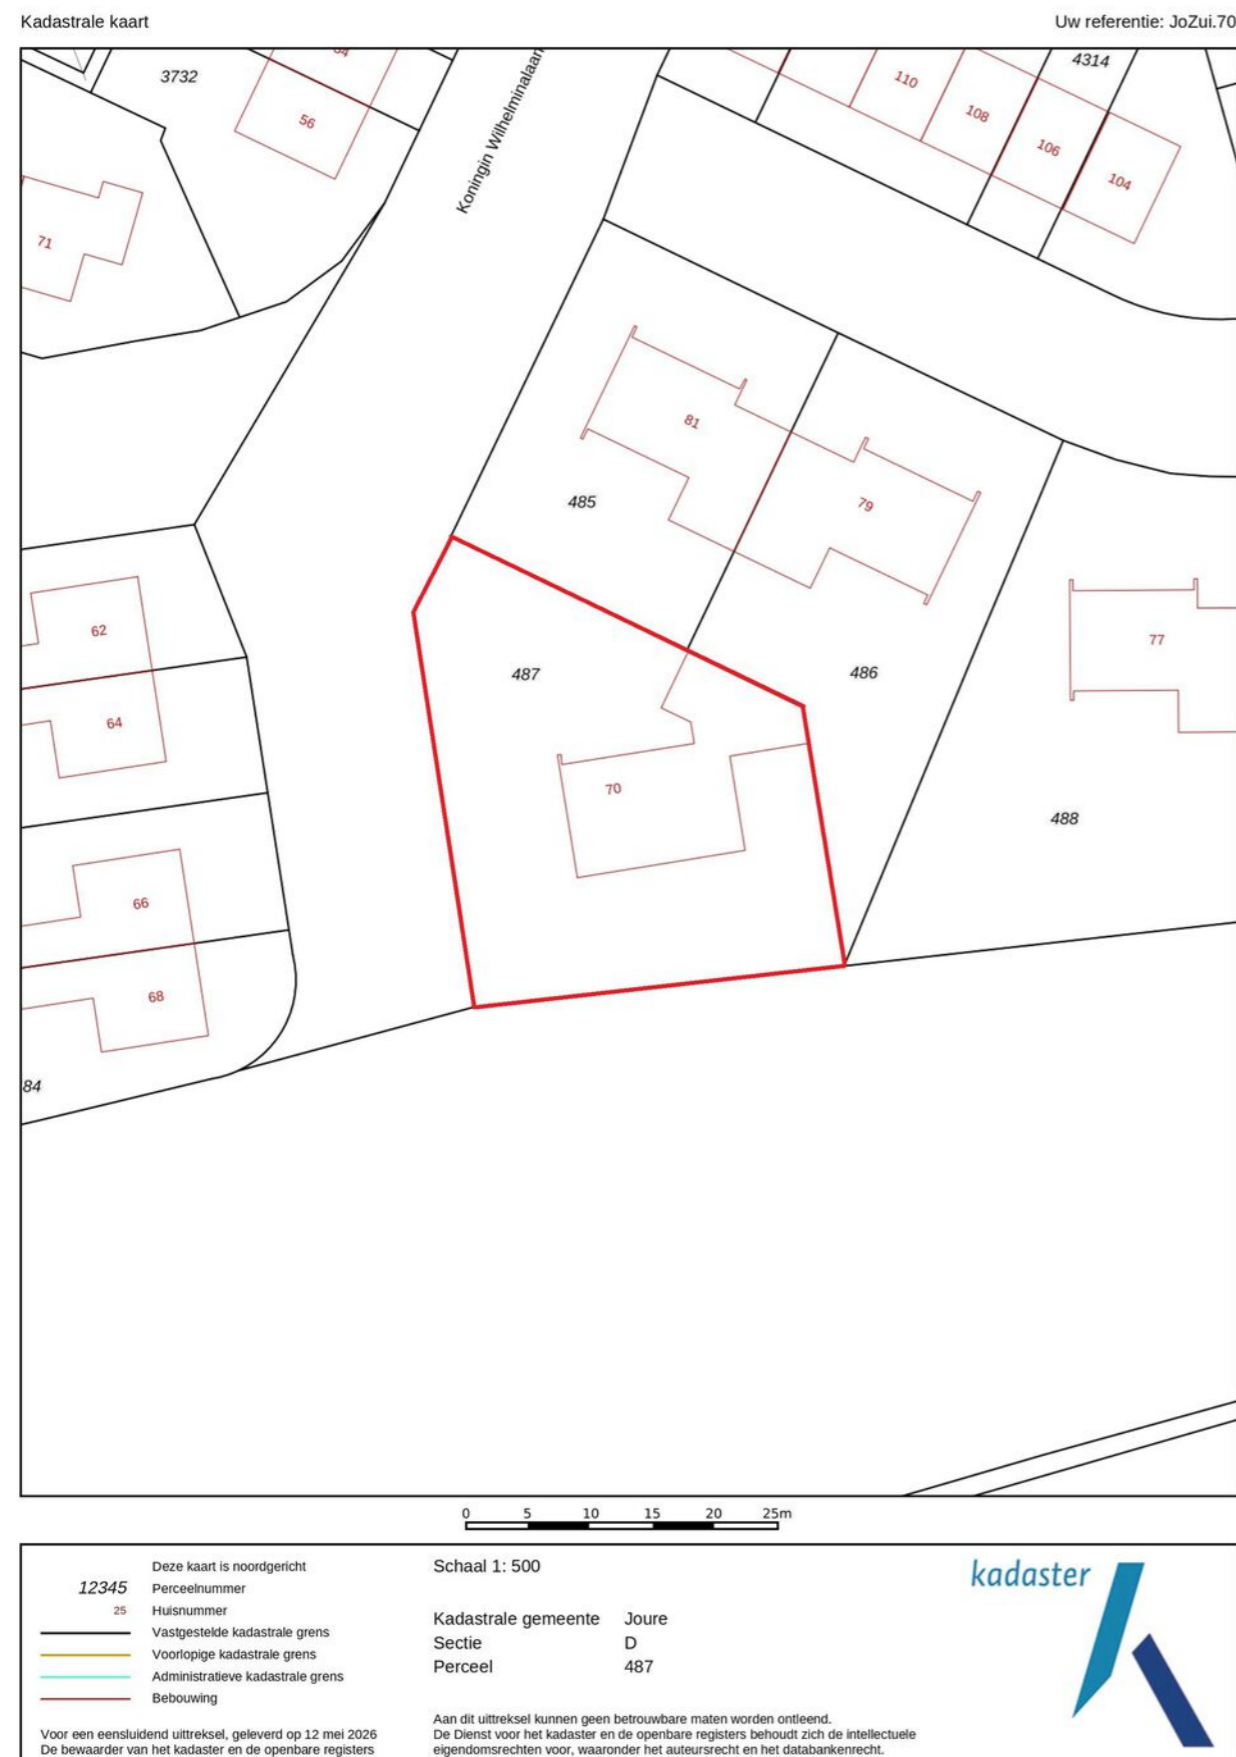 Kadastrale kaart
Uw referentie: JoZui.70
3732
56
Koningin Wilhelminalaan
110
108
106
104
4314
71
81
485
79
62
487
486
77
64
70
488
66
68
84
0 5 10 15 20 25m
Deze kaart is noordgericht
12345 Perceelnummer
25 Huisnummer
Vastgestelde kadastrale grens
Voorlopige kadastrale grens
Administratieve kadastrale grens
Bebouwing
Voor een eensluidend uittreksel, geleverd op 12 mei 2026
De bewaarder van het kadaster en de openbare registers
Schaal 1: 500
Kadastrale gemeente Joure
Sectie D
Perceel 487
Aan dit uittreksel kunnen geen betrouwbare maten worden ontleend.
De Dienst voor het kadaster en de openbare registers behoudt zich de intellectuele
eigendomsrechten voor, waaronder het auteursrecht en het databankenrecht.
kadaster